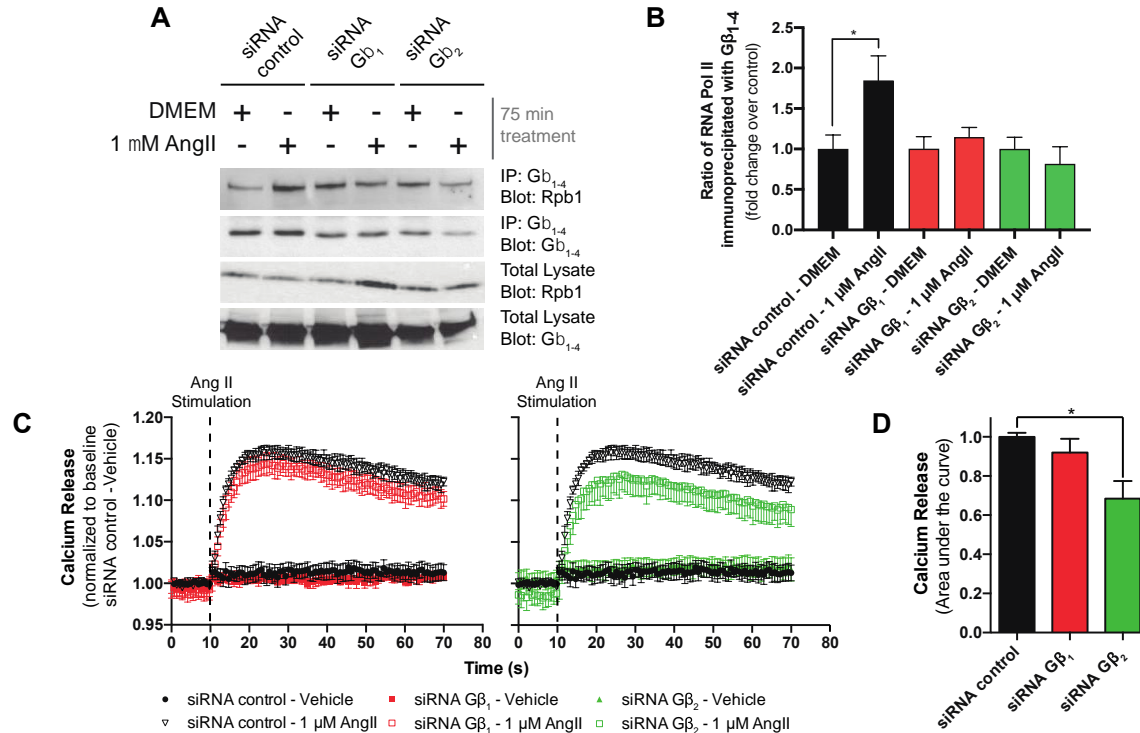 A
siRNA
control
siRNA
Gb1
siRNA
Gb2
DMEM + - + - + -
1 mM AngII - + - + - +
75 min
treatment
IP: Gb1-4
Blot: Rpb1
IP: Gb1-4
Blot: Gb1-4
Total Lysate
Blot: Rpb1
Total Lysate
Blot: Gb1-4
B
Ratio of RNA Pol II
immunoprecipitated with Gβ1-4
(fold change over control)
2.5
2.0
1.5
1.0
0.5
0.0
*
siRNA control - DMEM
siRNA control - 1 µM AngII
siRNA Gβ1 - DMEM
siRNA Gβ1 - 1 µM AngII
siRNA Gβ2 - DMEM
siRNA Gβ2 - 1 µM AngII
C
Calcium Release
(normalized to baseline
siRNA control - Vehicle)
Ang II
Stimulation
1.20
1.15
1.10
1.05
1.00
0.95
0 10 20 30 40 50 60 70 80
Ang II
Stimulation
0 10 20 30 40 50 60 70 80
Time (s)
siRNA control - Vehicle
siRNA Gβ1 - Vehicle
siRNA Gβ2 - Vehicle
siRNA control - 1 µM AngII
siRNA Gβ1 - 1 µM AngII
siRNA Gβ2 - 1 µM AngII
D
Calcium Release
(Area under the curve)
1.0
0.8
0.6
0.4
0.2
0.0
*
siRNA control
siRNA Gβ1
siRNA Gβ2